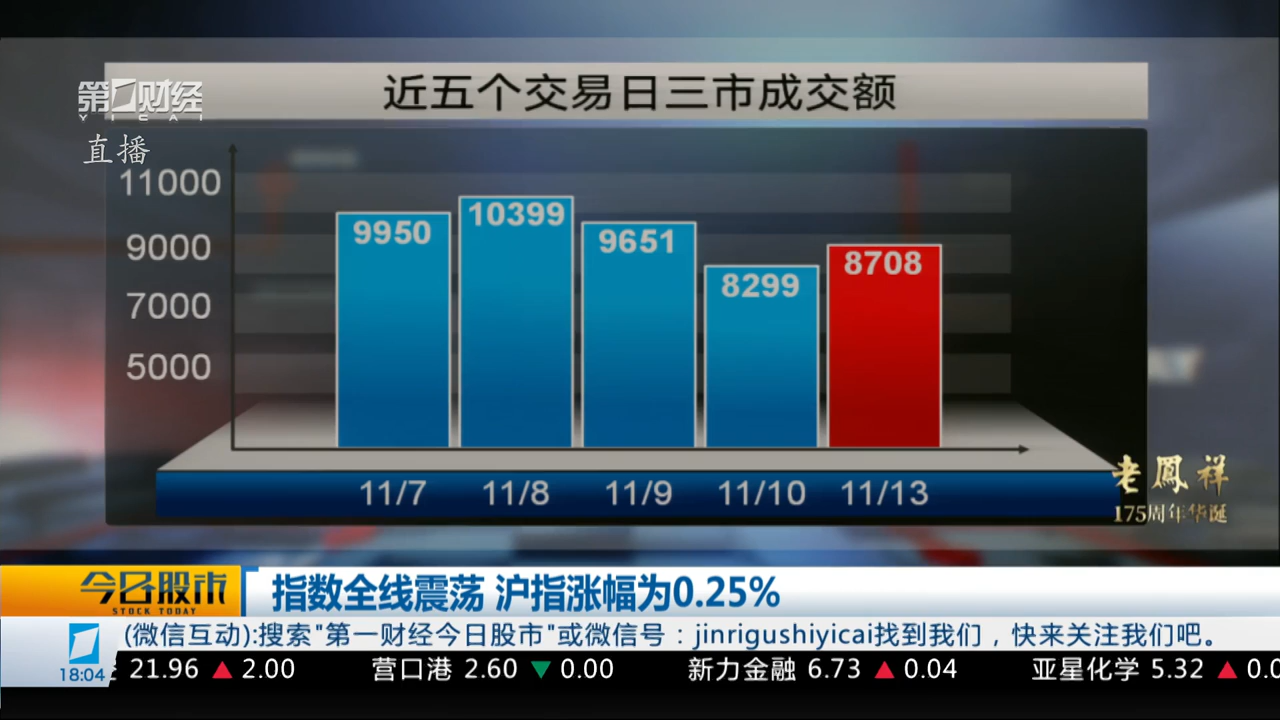 近五个交易日三市成交额
第一财经
YICAI
直播
11000
9000
7000
5000
9950
10399
9651
8299
8708
11/7
11/8
11/9
11/10
11/13
老鳳祥
175周年华诞
今日股市
STOCK TODAY
指数全线震荡 沪指涨幅为0.25%
(微信互动):搜索"第一财经今日股市"或微信号：jinrigushiyicai找到我们，快来关注我们吧。
18:04
21.96 ▲ 2.00 营口港 2.60 ▼ 0.00 新力金融 6.73 ▲ 0.04 亚星化学 5.32 ▲ 0.0